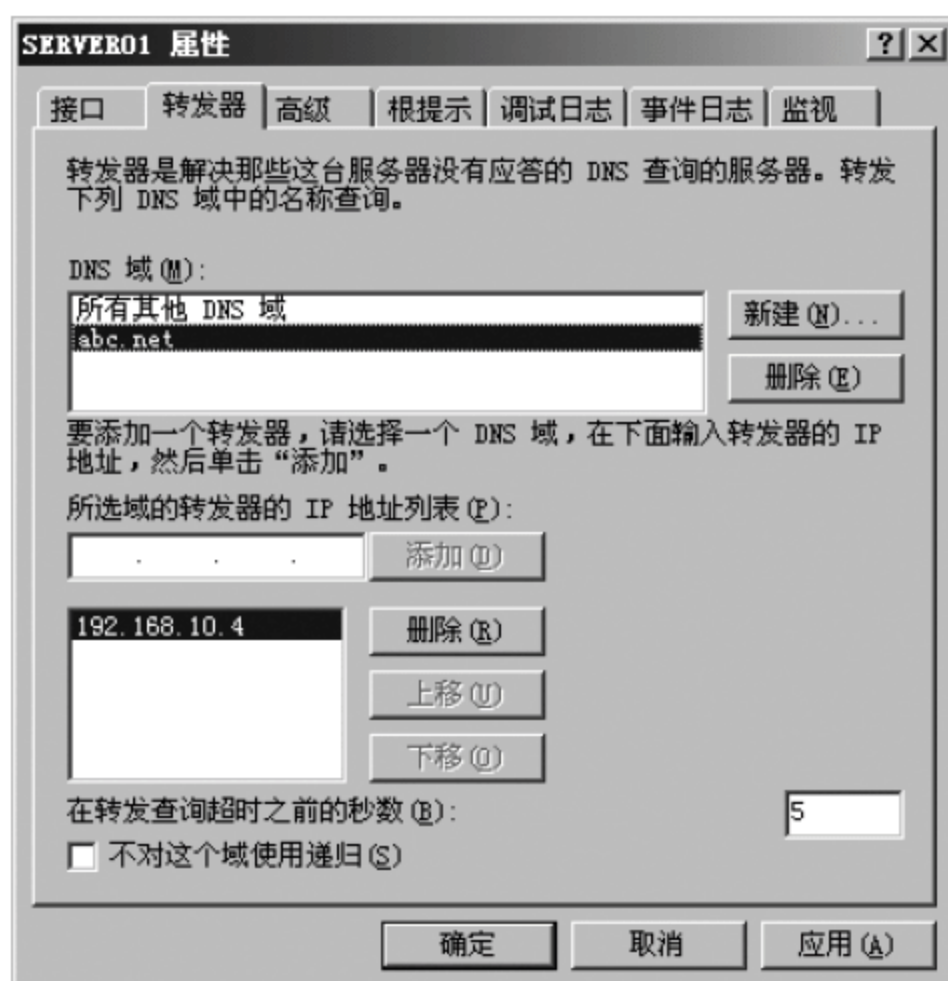 SERVER01 属性
接口 转发器 高级 根提示 调试日志 事件日志 监视
转发器是解决那些这台服务器没有应答的 DNS 查询的服务器。转发
下列 DNS 域中的名称查询。
DNS 域(M):
所有其他 DNS 域
abc.net
新建(N)...
删除(E)
要添加一个转发器，请选择一个 DNS 域，在下面输入转发器的 IP
地址，然后单击“添加”。
所选域的转发器的 IP 地址列表(P):
. . . 添加(D)
192.168.10.4
删除(R)
上移(U)
下移(O)
在转发查询超时之前的秒数(B): 5
不对这个域使用递归(S)
确定 取消 应用(A)